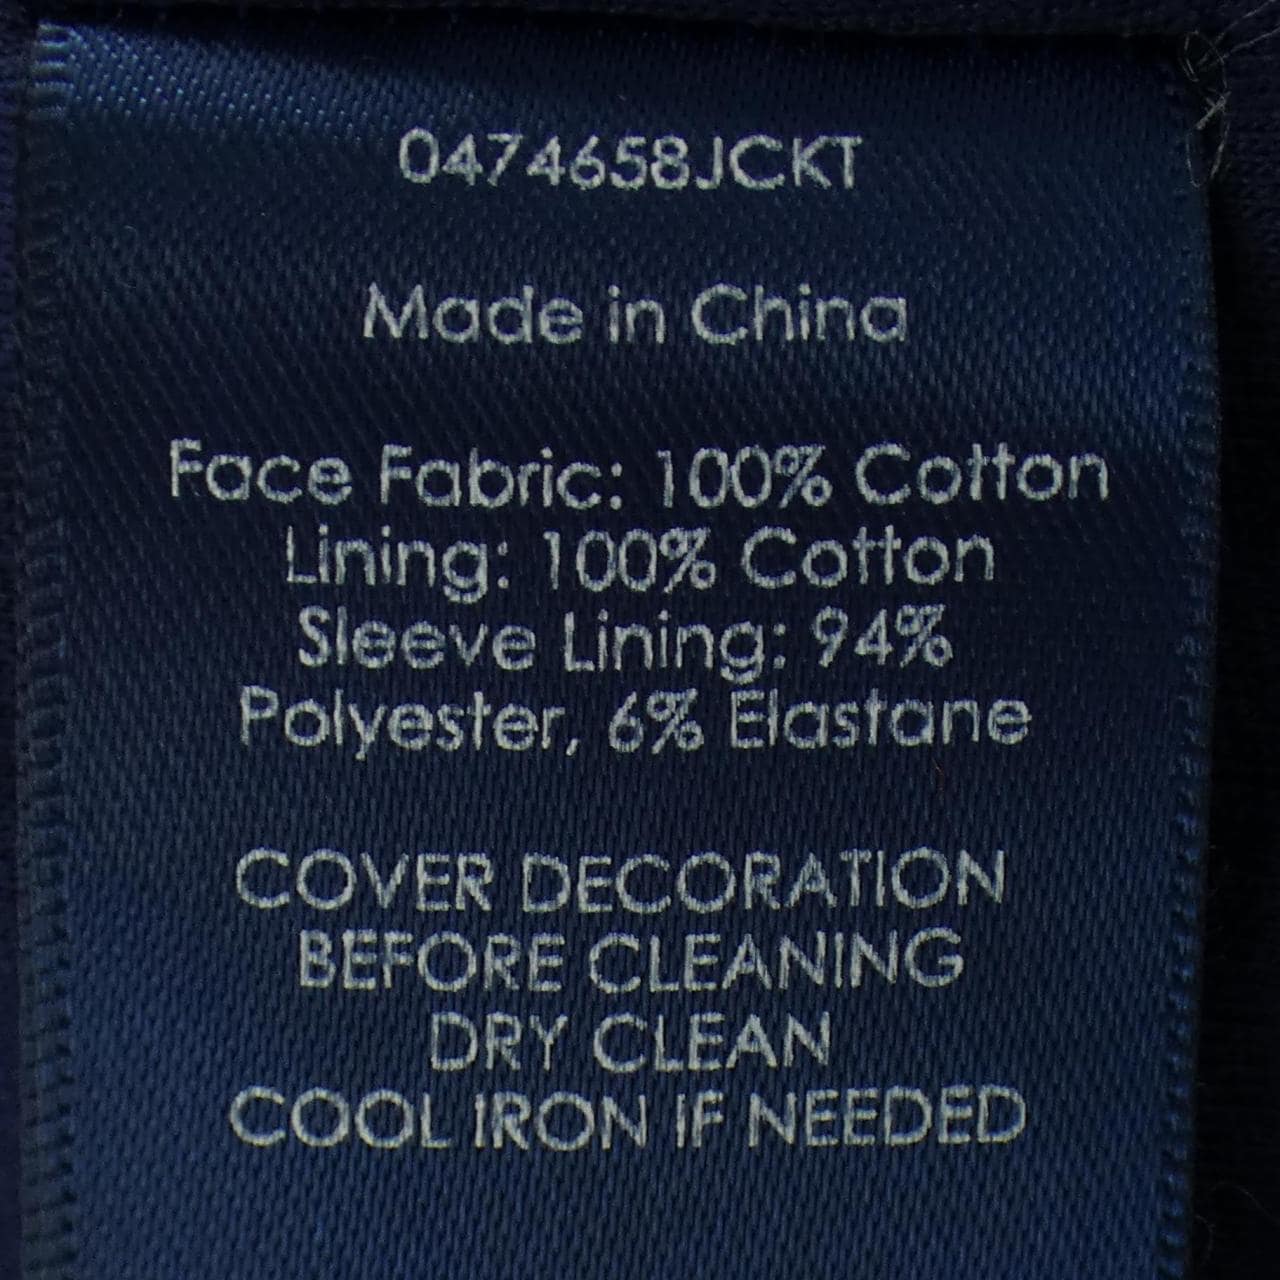 0474658JCKT
Made in China
Face Fabric: 100% Cotton
Lining: 100% Cotton
Sleeve Lining: 94%
Polyester, 6% Elastane
COVER DECORATION
BEFORE CLEANING
DRY CLEAN
COOL IRON IF NEEDED